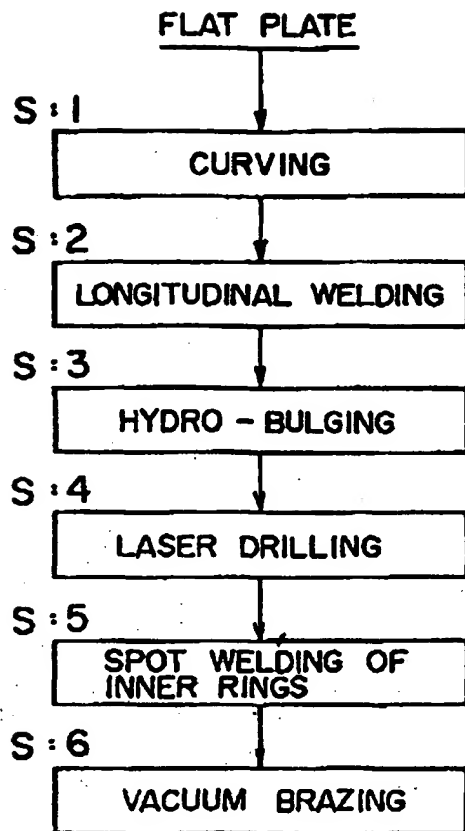 FLAT PLATE
S:1
CURVING
S:2
LONGITUDINAL WELDING
S:3
HYDRO - BULGING
S:4
LASER DRILLING
S:5
SPOT WELDING OF
INNER RINGS
S:6
VACUUM BRAZING